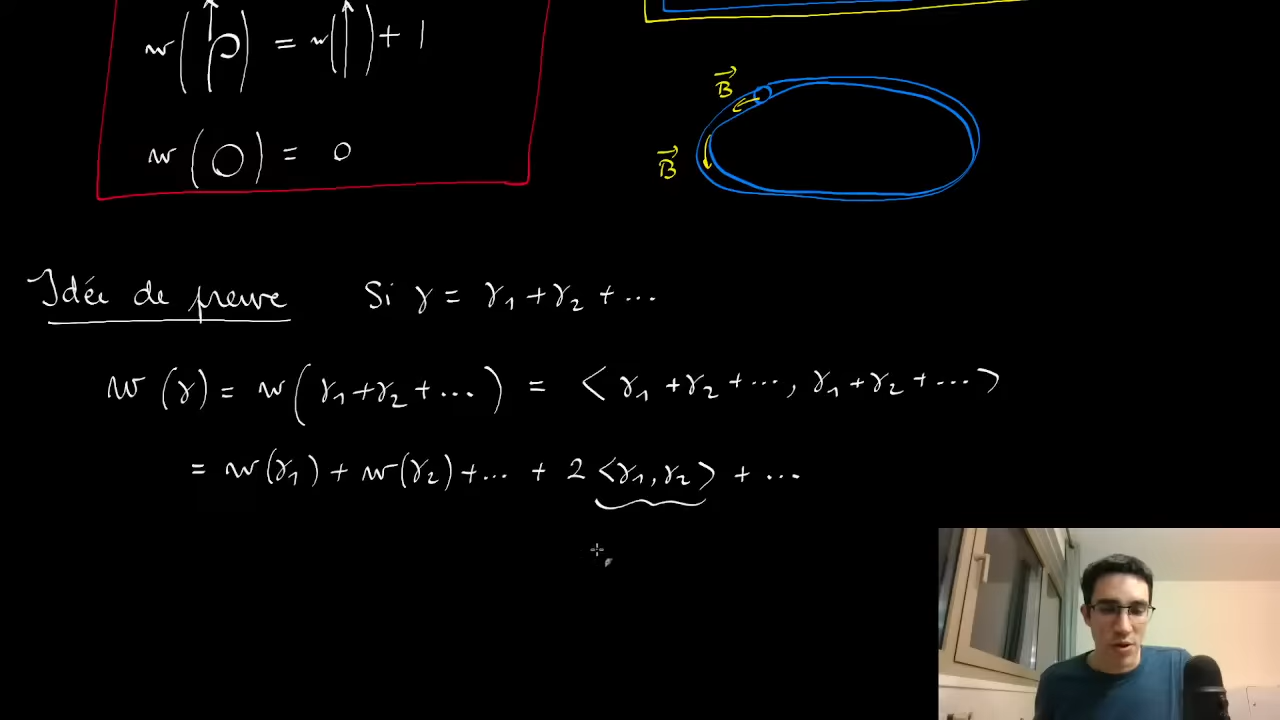 w(↑) = w(↑) + 1
w(O) = 0
B⃗
B⃗
Idée de preuve Si γ = γ₁ + γ₂ + ...
w(γ) = w(γ₁+γ₂+...) = <γ₁+γ₂+..., γ₁+γ₂+...>
= w(γ₁) + w(γ₂) + ... + 2 <γ₁,γ₂> + ...